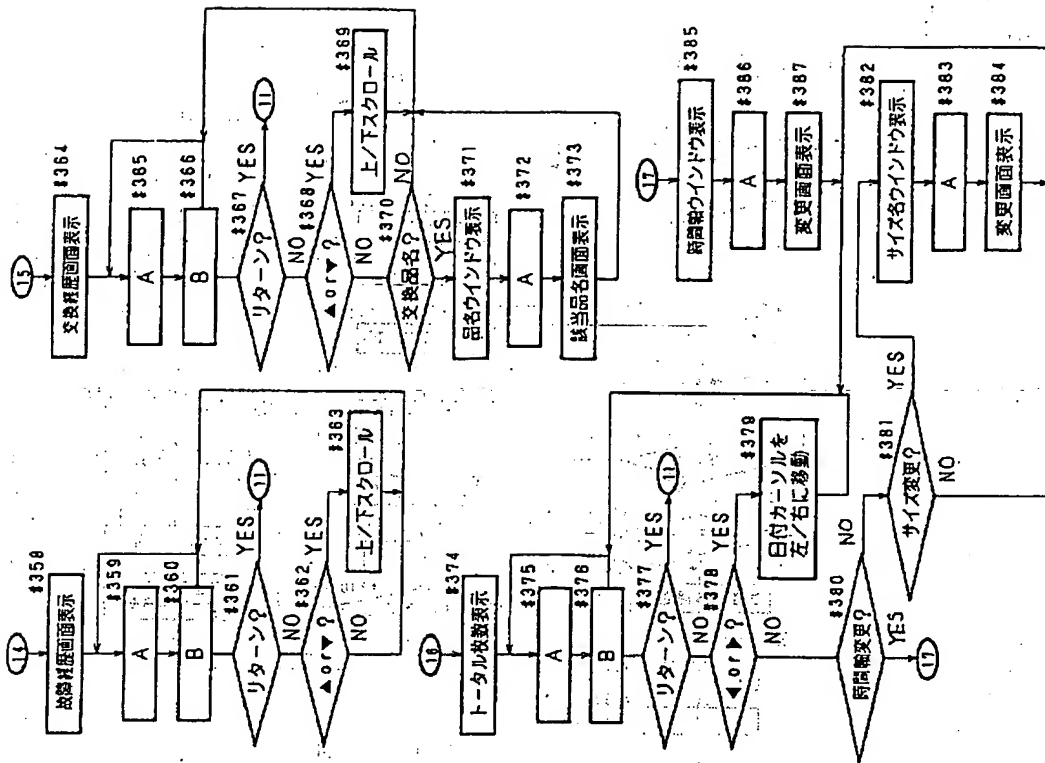 14
$358
故障経歴画面表示
$359
A
$360
B
$361
リターン?
YES
11
NO
$362
▲or▼?
YES
$363
上/下スクロール
NO
15
$364
交換経歴画面表示
$365
A
$366
B
$367
リターン?
YES
11
NO
$368
▲or▼?
YES
$369
上/下スクロール
NO
$370
交換品名?
NO
YES
$371
品名ウインドウ表示
$372
A
$373
該当品名画面表示
16
$374
トータル枚数表示
$375
A
$376
B
$377
リターン?
YES
11
NO
$378
◀or▶?
YES
$379
日付カーソルを
左/右に移動
NO
$380
時間軸変更?
NO
YES
17
$381
サイズ変更?
YES
NO
$382
サイズ名ウインドウ表示
$383
A
$384
変更画面表示
17
$385
時間軸ウインドウ表示
$386
A
$387
変更画面表示